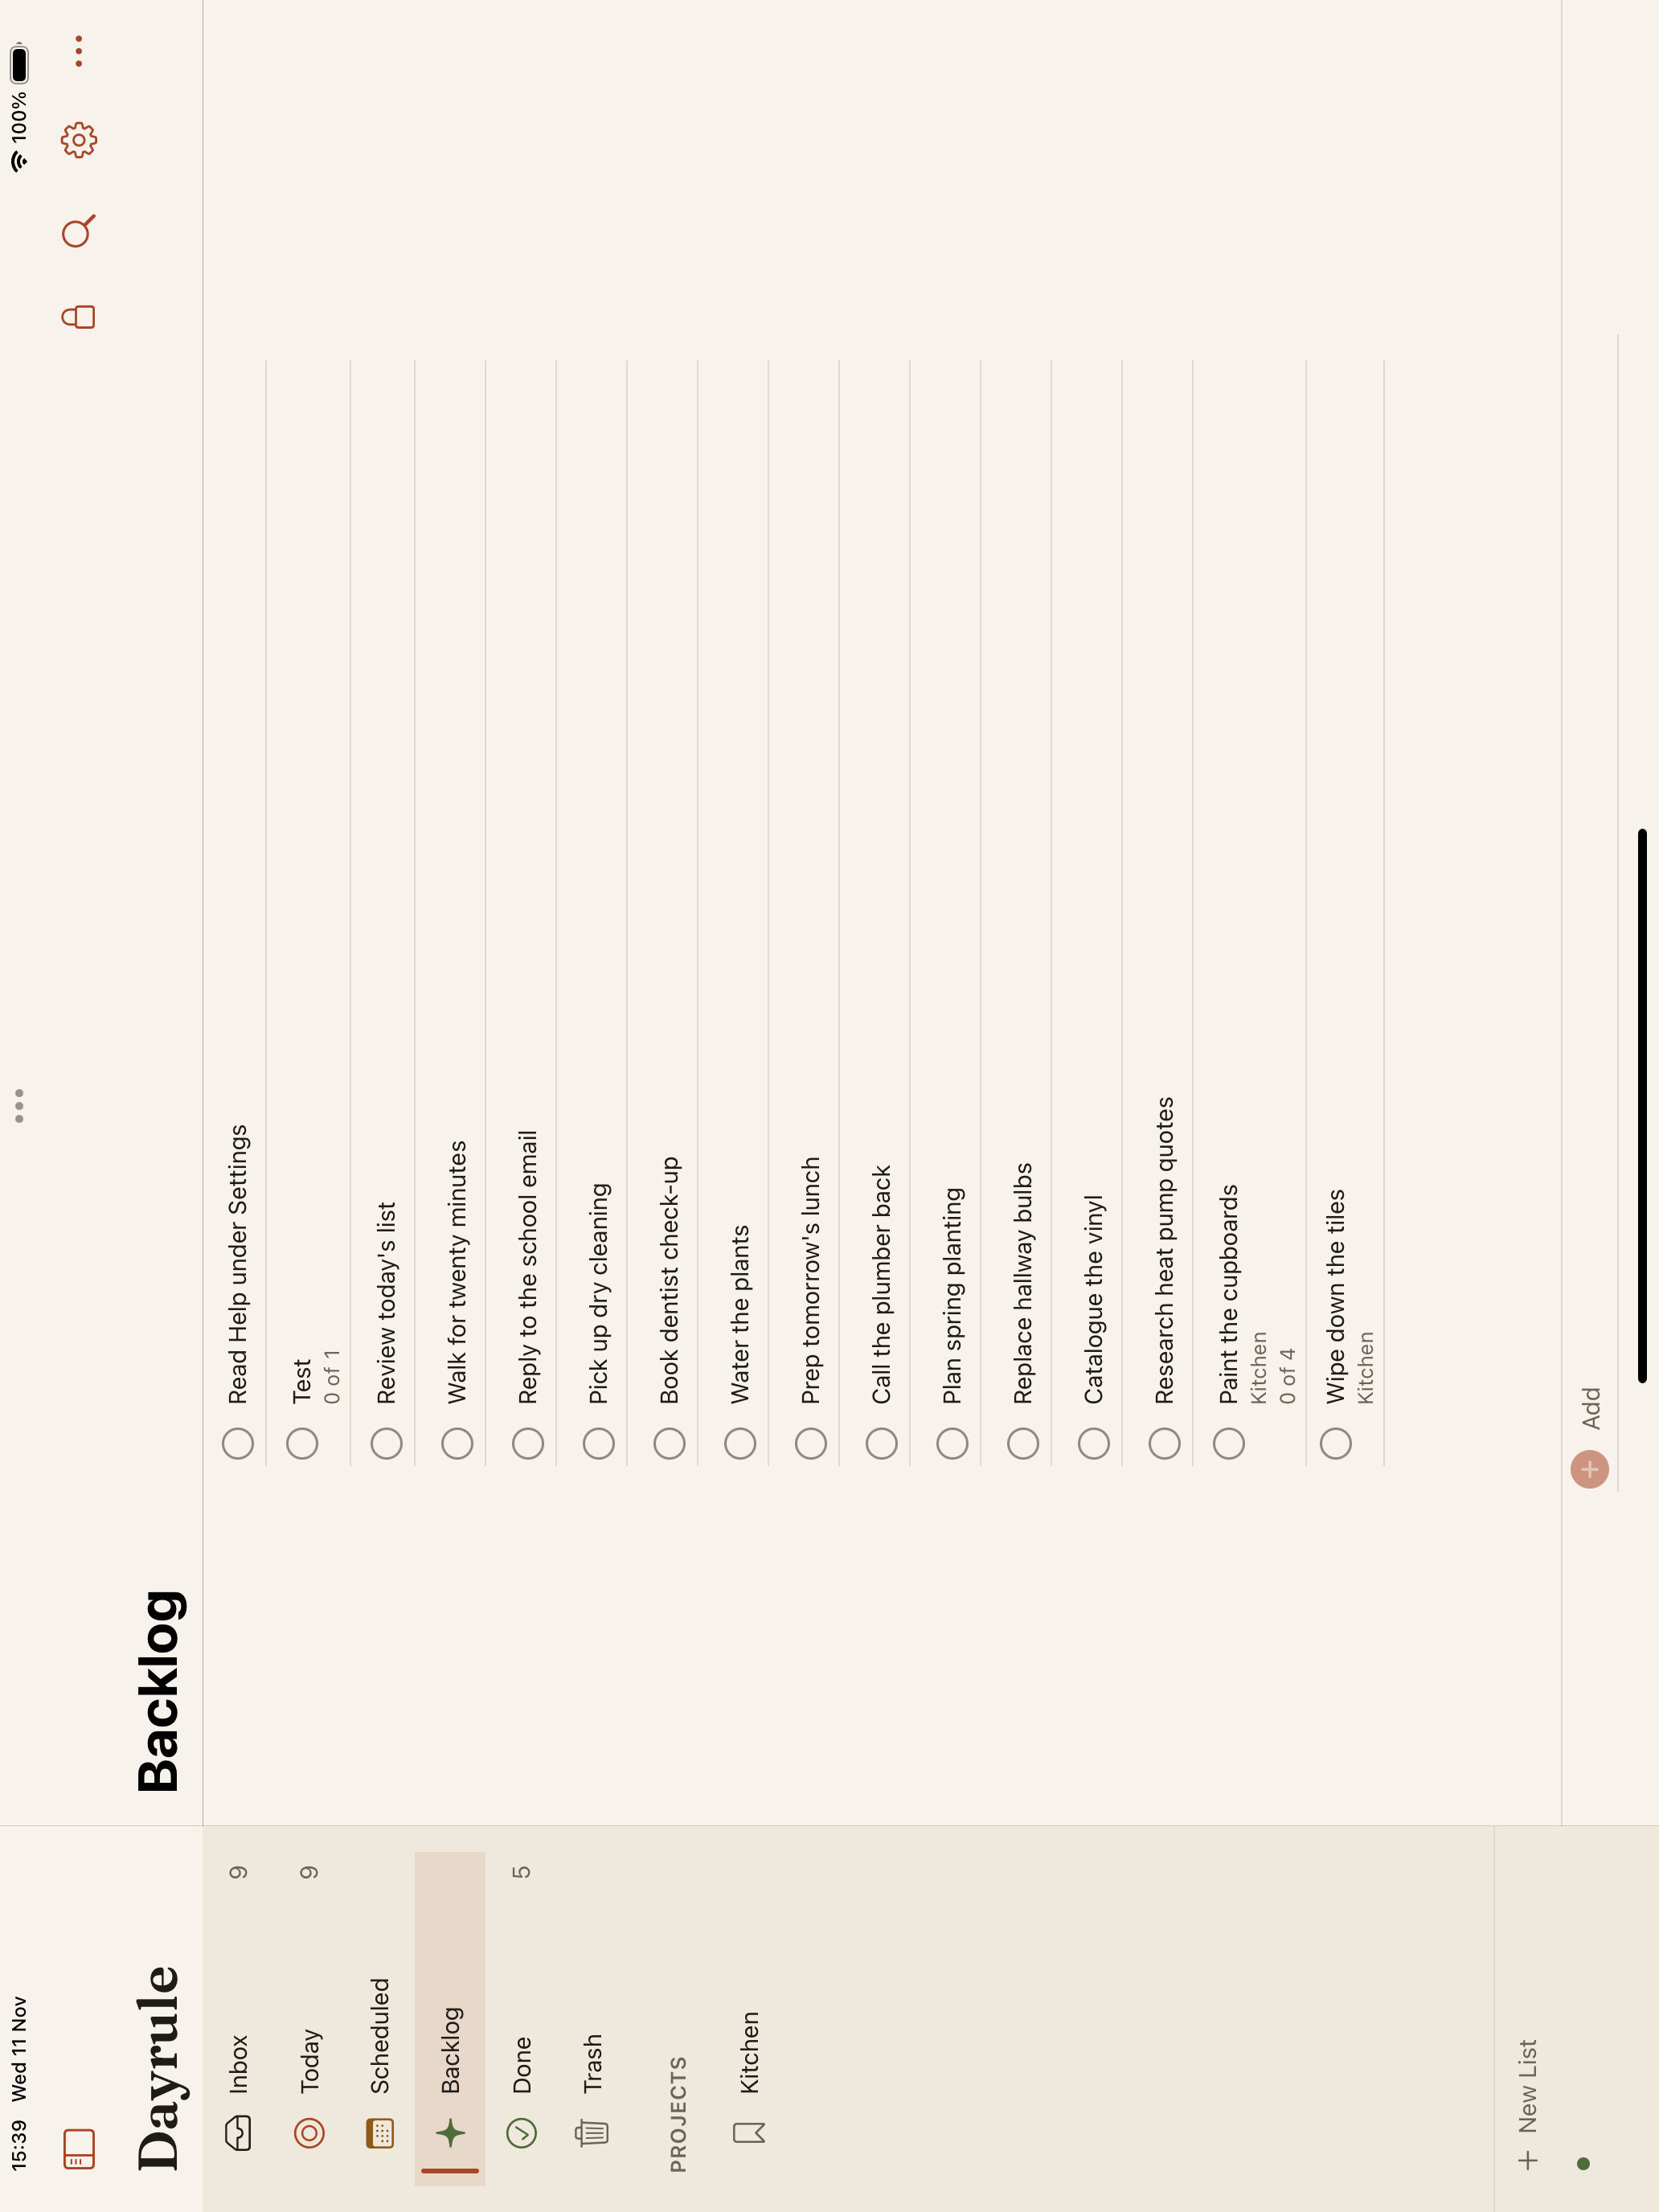 15:39 Wed 11 Nov
100%
Dayrule
Inbox 9
Today 9
Scheduled
Backlog
Done 5
Trash
PROJECTS
Kitchen
New List
Backlog
Read Help under Settings
Test
0 of 1
Review today's list
Walk for twenty minutes
Reply to the school email
Pick up dry cleaning
Book dentist check-up
Water the plants
Prep tomorrow's lunch
Call the plumber back
Plan spring planting
Replace hallway bulbs
Catalogue the vinyl
Research heat pump quotes
Paint the cupboards
Kitchen
0 of 4
Wipe down the tiles
Kitchen
Add